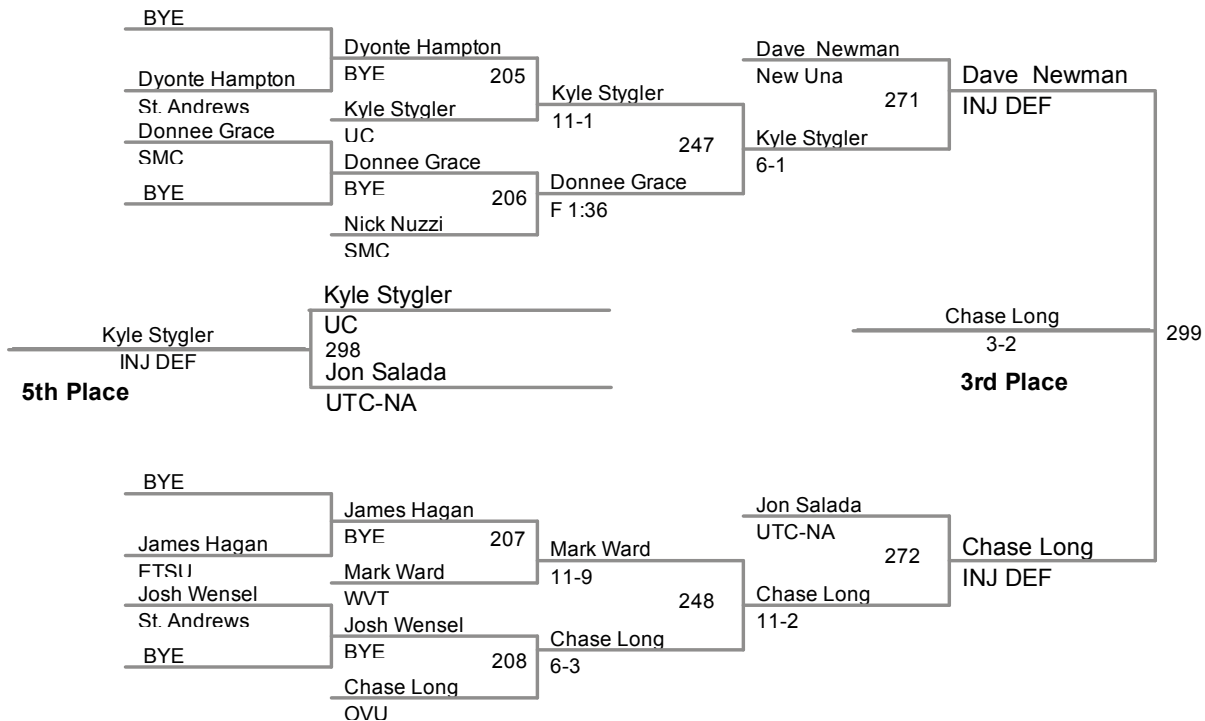 BYE
Dyonte Hampton
St. Andrews
Donnee Grace
SMC
BYE
Dyonte Hampton
BYE
205
Kyle Stygler
UC
Donnee Grace
BYE
206
Nick Nuzzi
SMC
Kyle Stygler
11-1
247
Donnee Grace
F 1:36
Dave Newman
New Una
271
Kyle Stygler
6-1
Dave Newman
INJ DEF
Kyle Stygler
UC
298
Jon Salada
UTC-NA
Kyle Stygler
INJ DEF
5th Place
Chase Long
3-2
3rd Place
299
BYE
James Hagan
ETSU
Josh Wensel
St. Andrews
BYE
James Hagan
BYE
207
Mark Ward
WVT
Josh Wensel
BYE
208
Chase Long
OVU
Mark Ward
11-9
248
Chase Long
6-3
Jon Salada
UTC-NA
272
Chase Long
11-2
Chase Long
INJ DEF